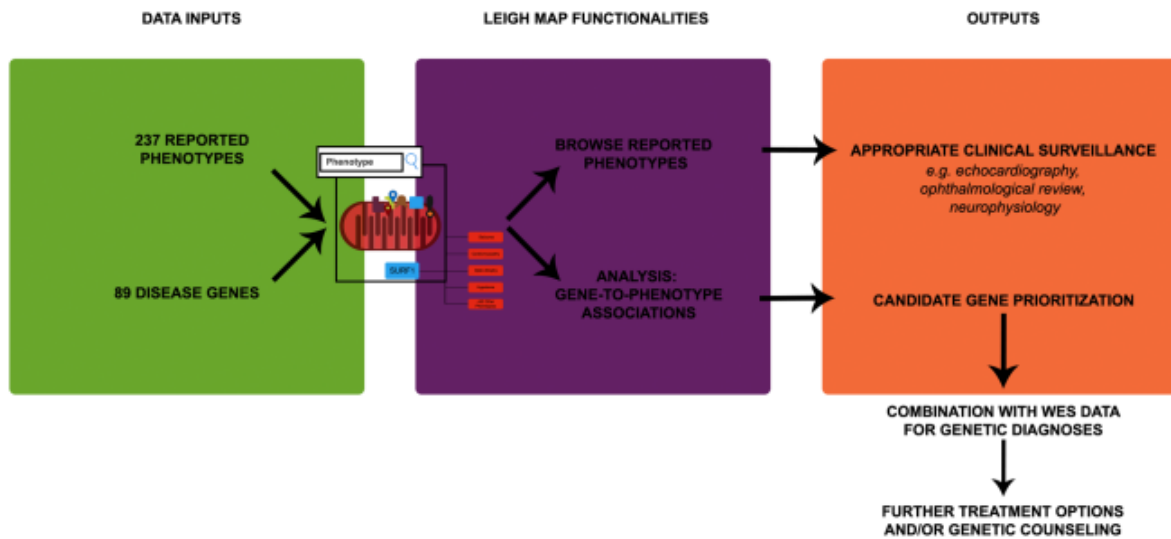 DATA INPUTS
LEIGH MAP FUNCTIONALITIES
OUTPUTS
237 REPORTED
PHENOTYPES
89 DISEASE GENES
Phenotype
SURF1
BROWSE REPORTED
PHENOTYPES
ANALYSIS:
GENE-TO-PHENOTYPE
ASSOCIATIONS
APPROPRIATE CLINICAL SURVEILLANCE
e.g. echocardiography,
ophthalmological review,
neurophysiology
CANDIDATE GENE PRIORITIZATION
COMBINATION WITH WES DATA
FOR GENETIC DIAGNOSES
FURTHER TREATMENT OPTIONS
AND/OR GENETIC COUNSELING